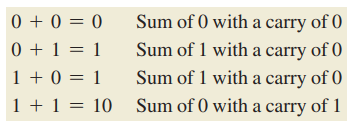 0 + 0 = 0 Sum of 0 with a carry of 0
0 + 1 = 1 Sum of 1 with a carry of 0
1 + 0 = 1 Sum of 1 with a carry of 0
1 + 1 = 10 Sum of 0 with a carry of 1